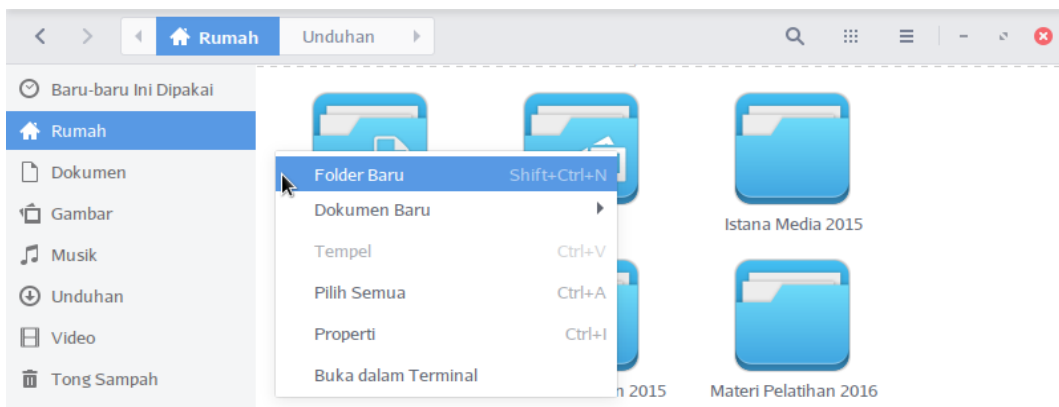 Rumah Unduhan
Baru-baru Ini Dipakai
Rumah
Dokumen
Gambar
Musik
Unduhan
Video
Tong Sampah
Folder Baru Shift+Ctrl+N
Dokumen Baru
Tempel Ctrl+V
Pilih Semua Ctrl+A
Properti Ctrl+I
Buka dalam Terminal
Istana Media 2015
2015
Materi Pelatihan 2016